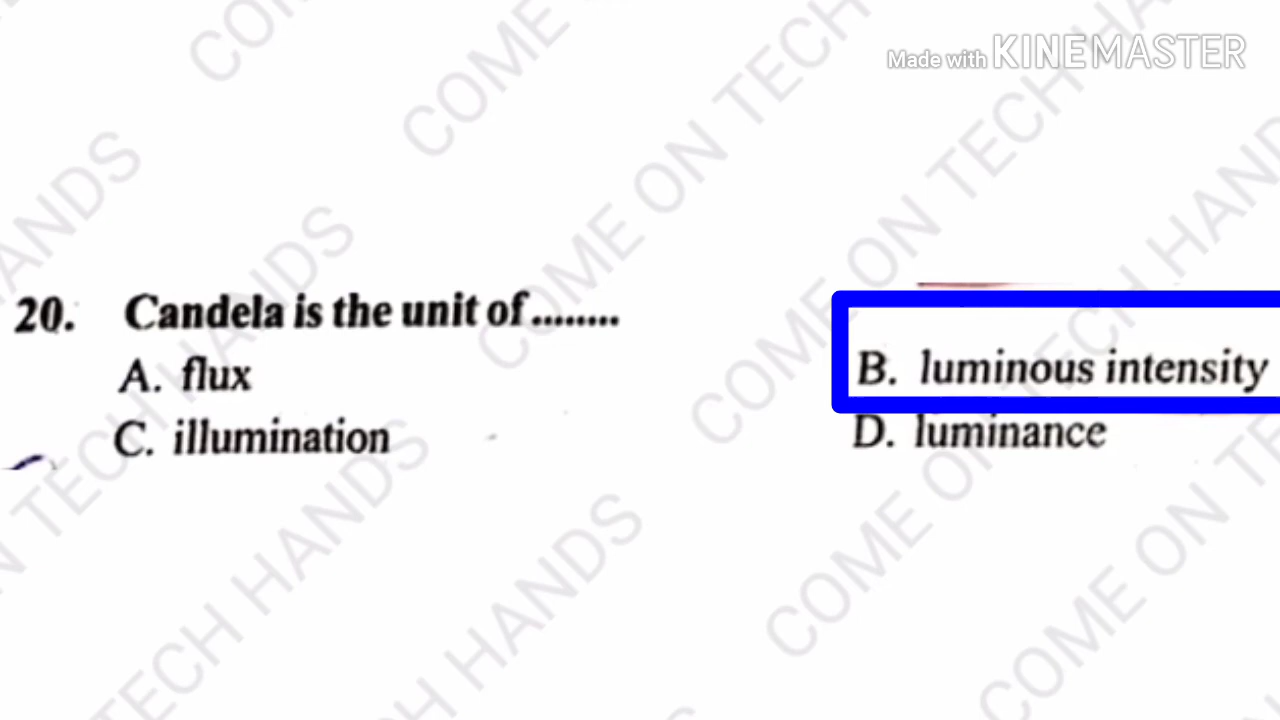 Made with KINEMASTER
20. Candela is the unit of ........
A. flux
B. luminous intensity
C. illumination
D. luminance
COME ON TECH HANDS